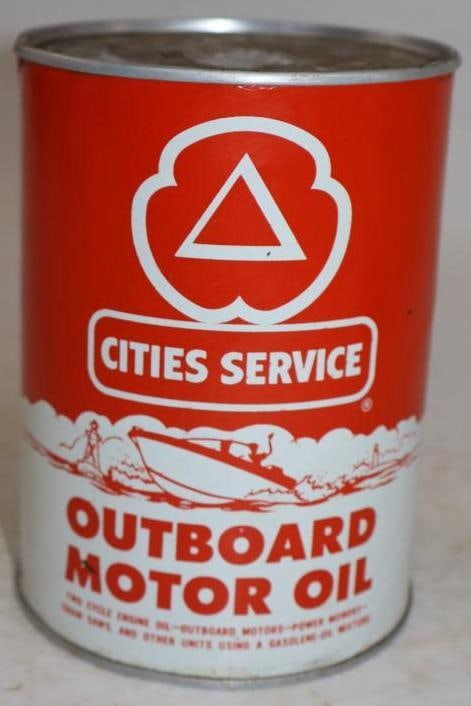 CITIES SERVICE
®
OUTBOARD
MOTOR OIL
TWO CYCLE ENGINE OIL—OUTBOARD MOTORS—POWER MOWERS—
CHAIN SAWS, AND OTHER UNITS USING A GASOLENE-OIL MIXTURE